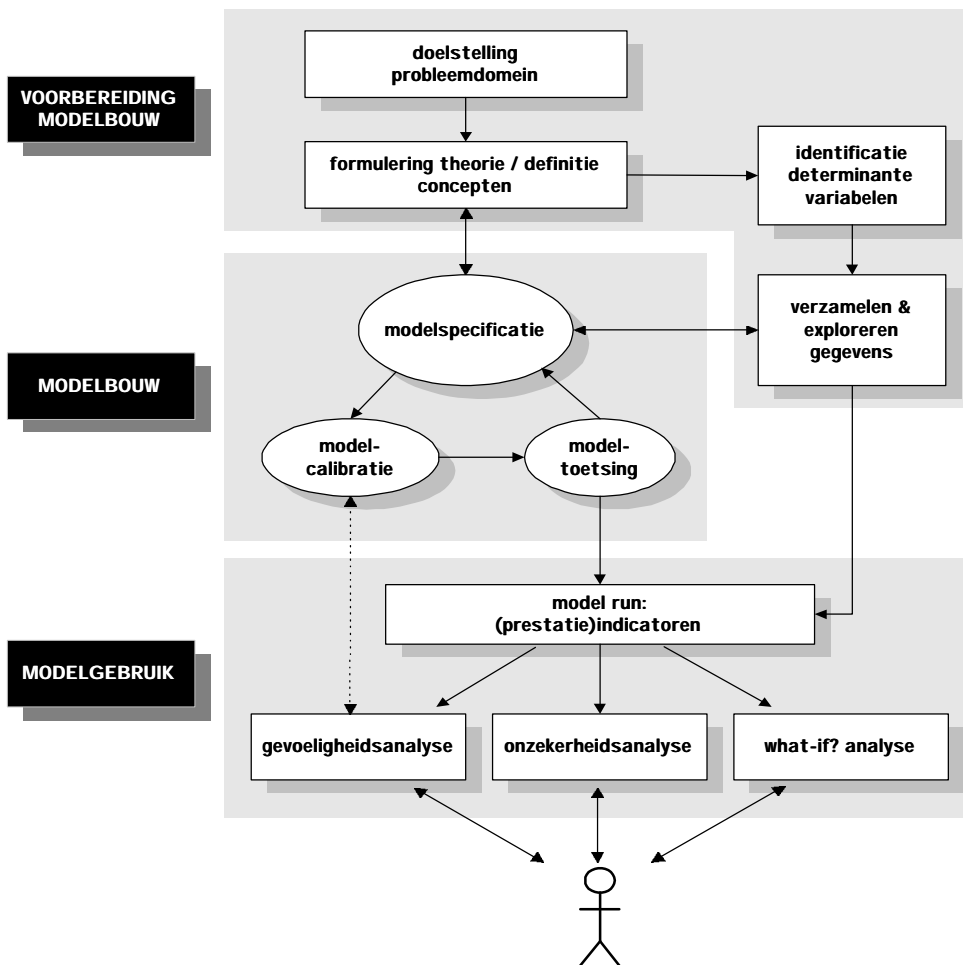 doelstelling
probleemdomein
VOORBEREIDING
MODELBOUW
formulering theorie / definitie
concepten
identificatie
determinante
variabelen
modelspecificatie
verzamelen &
exploreren
gegevens
MODELBOUW
model-
calibratie
model-
toetsing
model run:
(prestatie)indicatoren
MODELGEBRUIK
gevoeligheidsanalyse
onzekerheidsanalyse
what-if? analyse